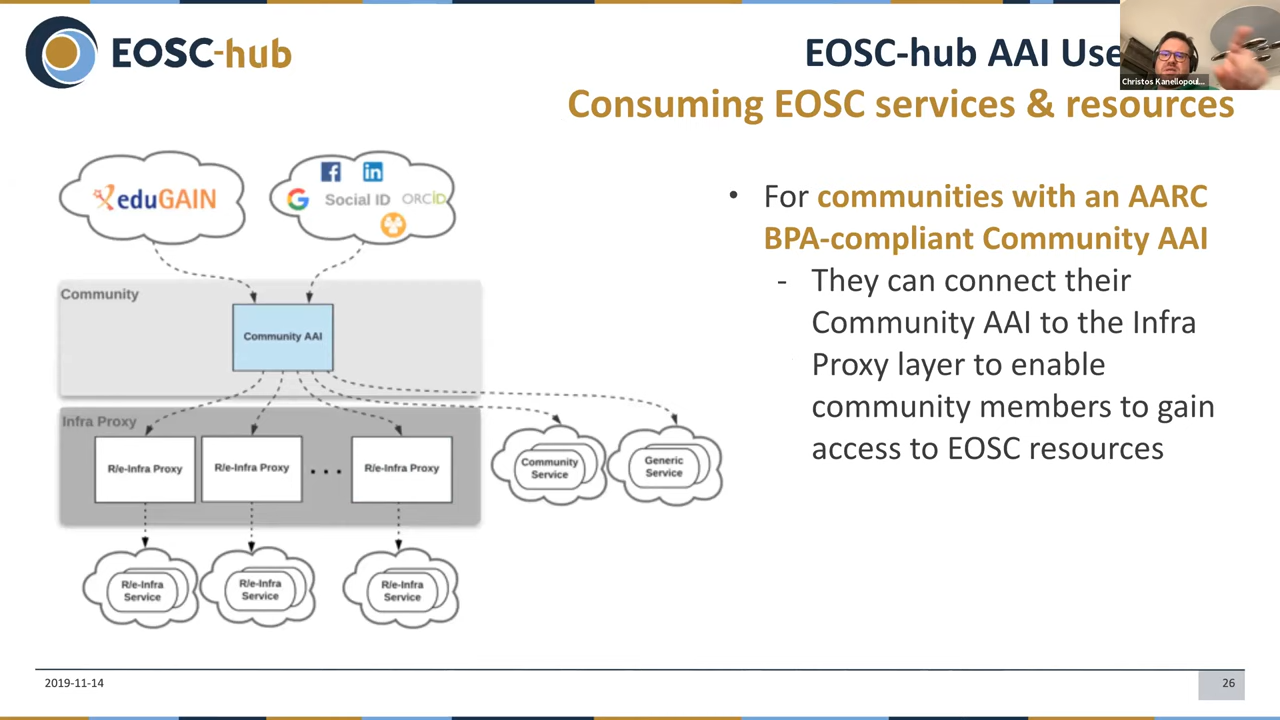 EOSC-hub
EOSC-hub AAI Use
Christos Kanellopoul...
Consuming EOSC services & resources
eduGAIN
Social ID
ORCID
Community
Community AAI
Infra Proxy
R/e-Infra Proxy
R/e-Infra Proxy
R/e-Infra Proxy
Community
Service
Generic
Service
R/e-Infra
Service
R/e-Infra
Service
R/e-Infra
Service
• For communities with an AARC
BPA-compliant Community AAI
- They can connect their
Community AAI to the Infra
Proxy layer to enable
community members to gain
access to EOSC resources
2019-11-14
26